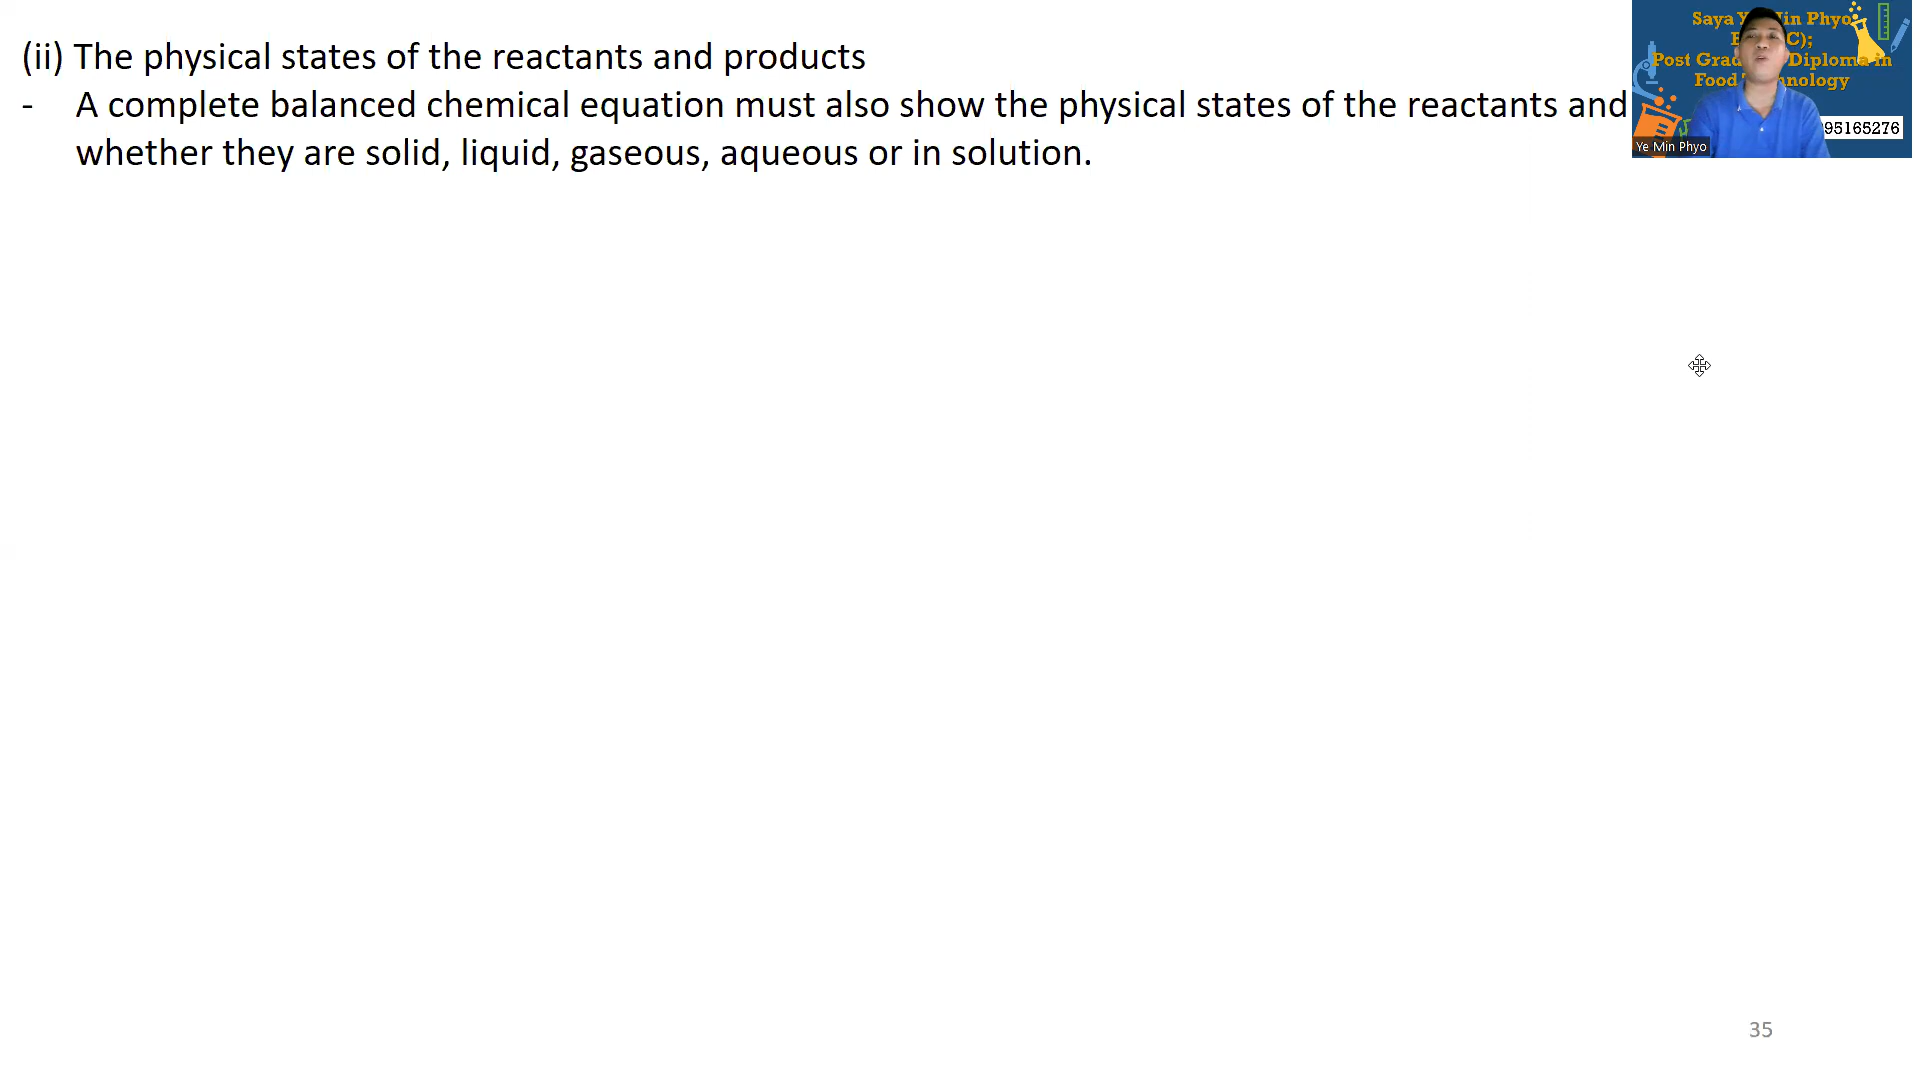 (ii) The physical states of the reactants and products
- A complete balanced chemical equation must also show the physical states of the reactants and
whether they are solid, liquid, gaseous, aqueous or in solution.
Saya Phyo
Post Diploma in
Food
95165276
Ye Min Phyo
35